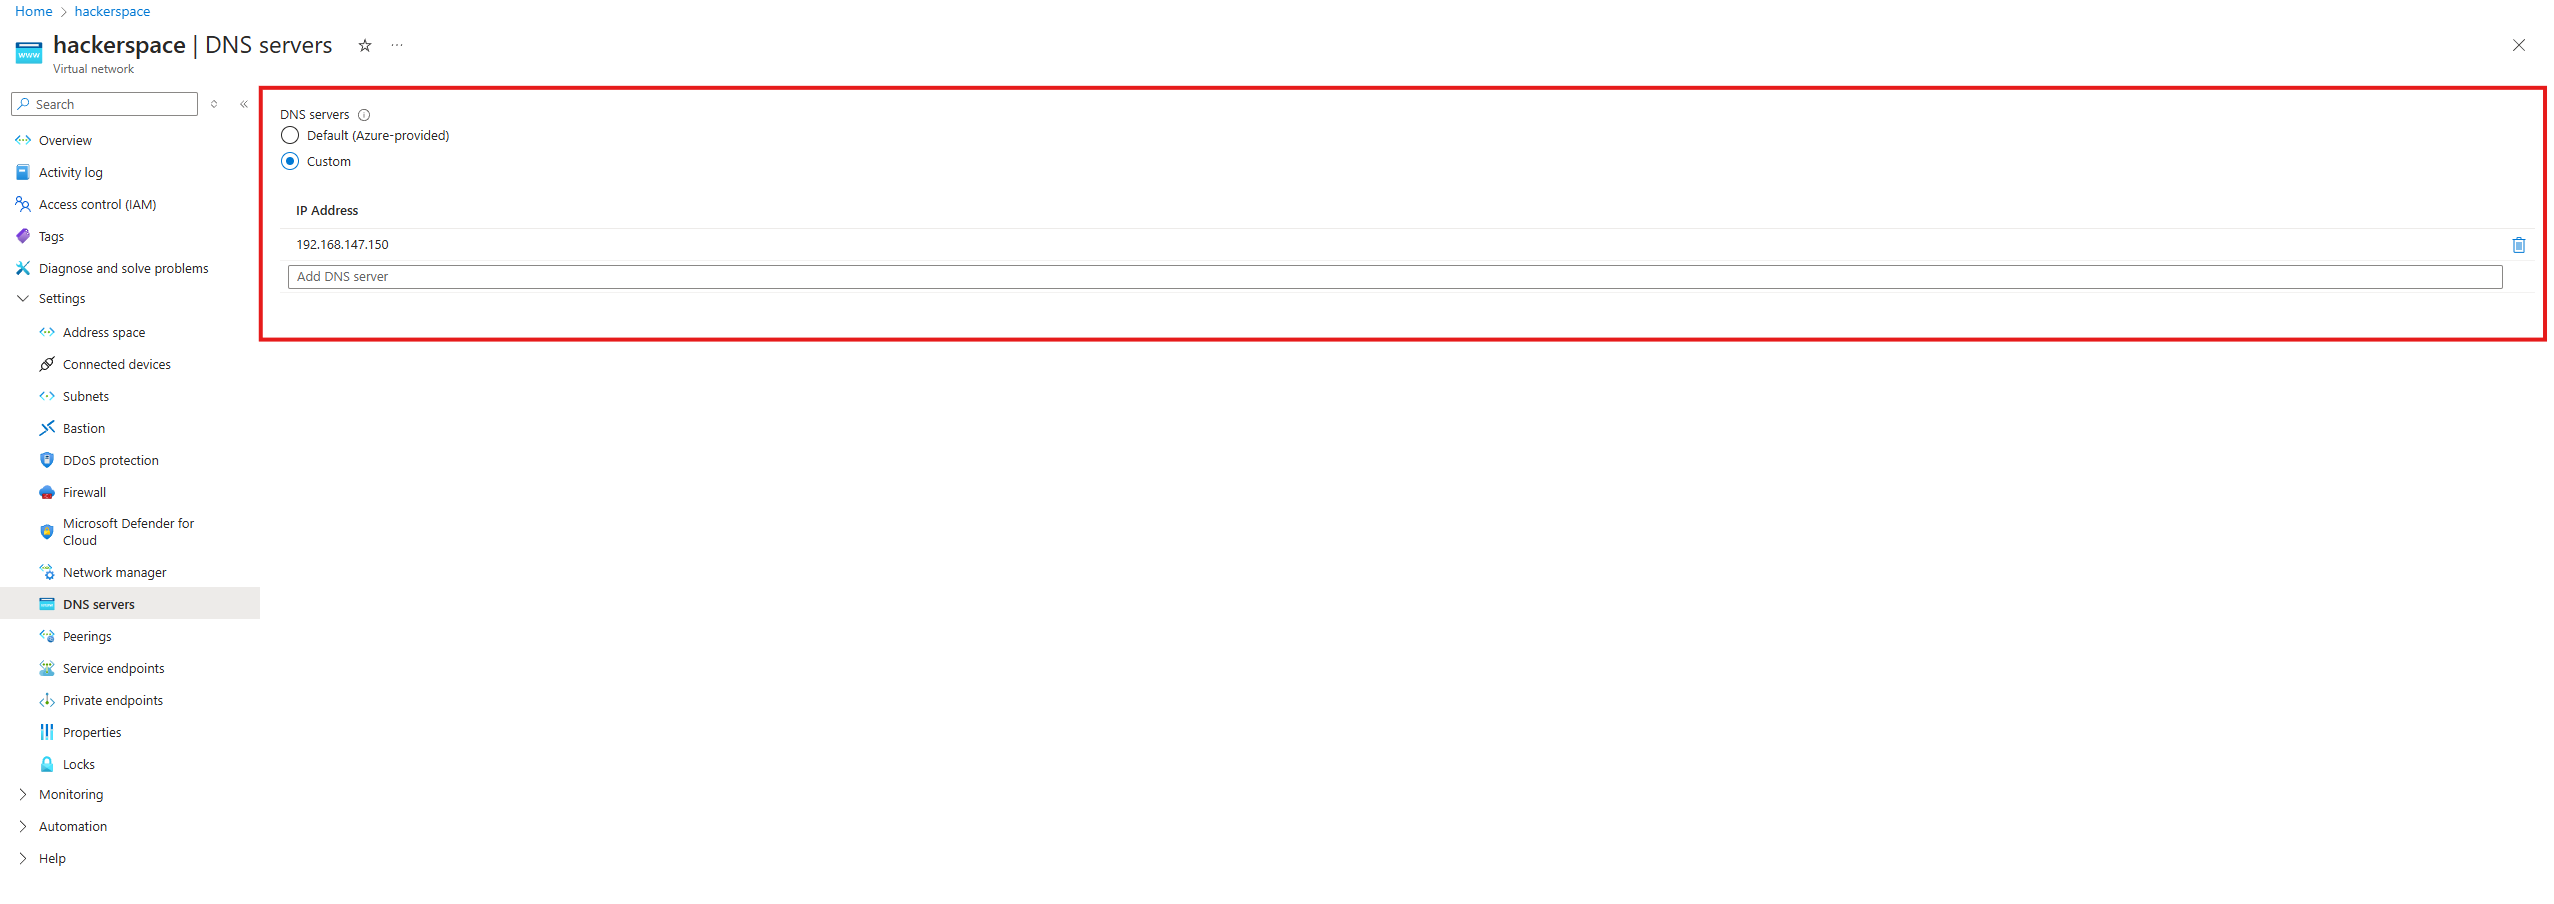 Home > hackerspace
hackerspace | DNS servers
Virtual network
www
Search
Overview
Activity log
Access control (IAM)
Tags
Diagnose and solve problems
Settings
Address space
Connected devices
Subnets
Bastion
DDoS protection
Firewall
Microsoft Defender for
Cloud
Network manager
DNS servers
Peerings
Service endpoints
Private endpoints
Properties
Locks
Monitoring
Automation
Help
DNS servers
Default (Azure-provided)
Custom
IP Address
192.168.147.150
Add DNS server